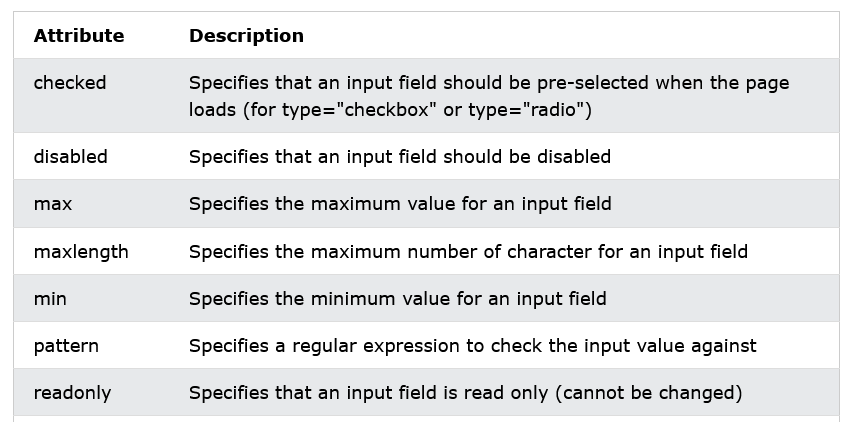 Attribute Description
checked Specifies that an input field should be pre-selected when the page
loads (for type="checkbox" or type="radio")
disabled Specifies that an input field should be disabled
max Specifies the maximum value for an input field
maxlength Specifies the maximum number of character for an input field
min Specifies the minimum value for an input field
pattern Specifies a regular expression to check the input value against
readonly Specifies that an input field is read only (cannot be changed)